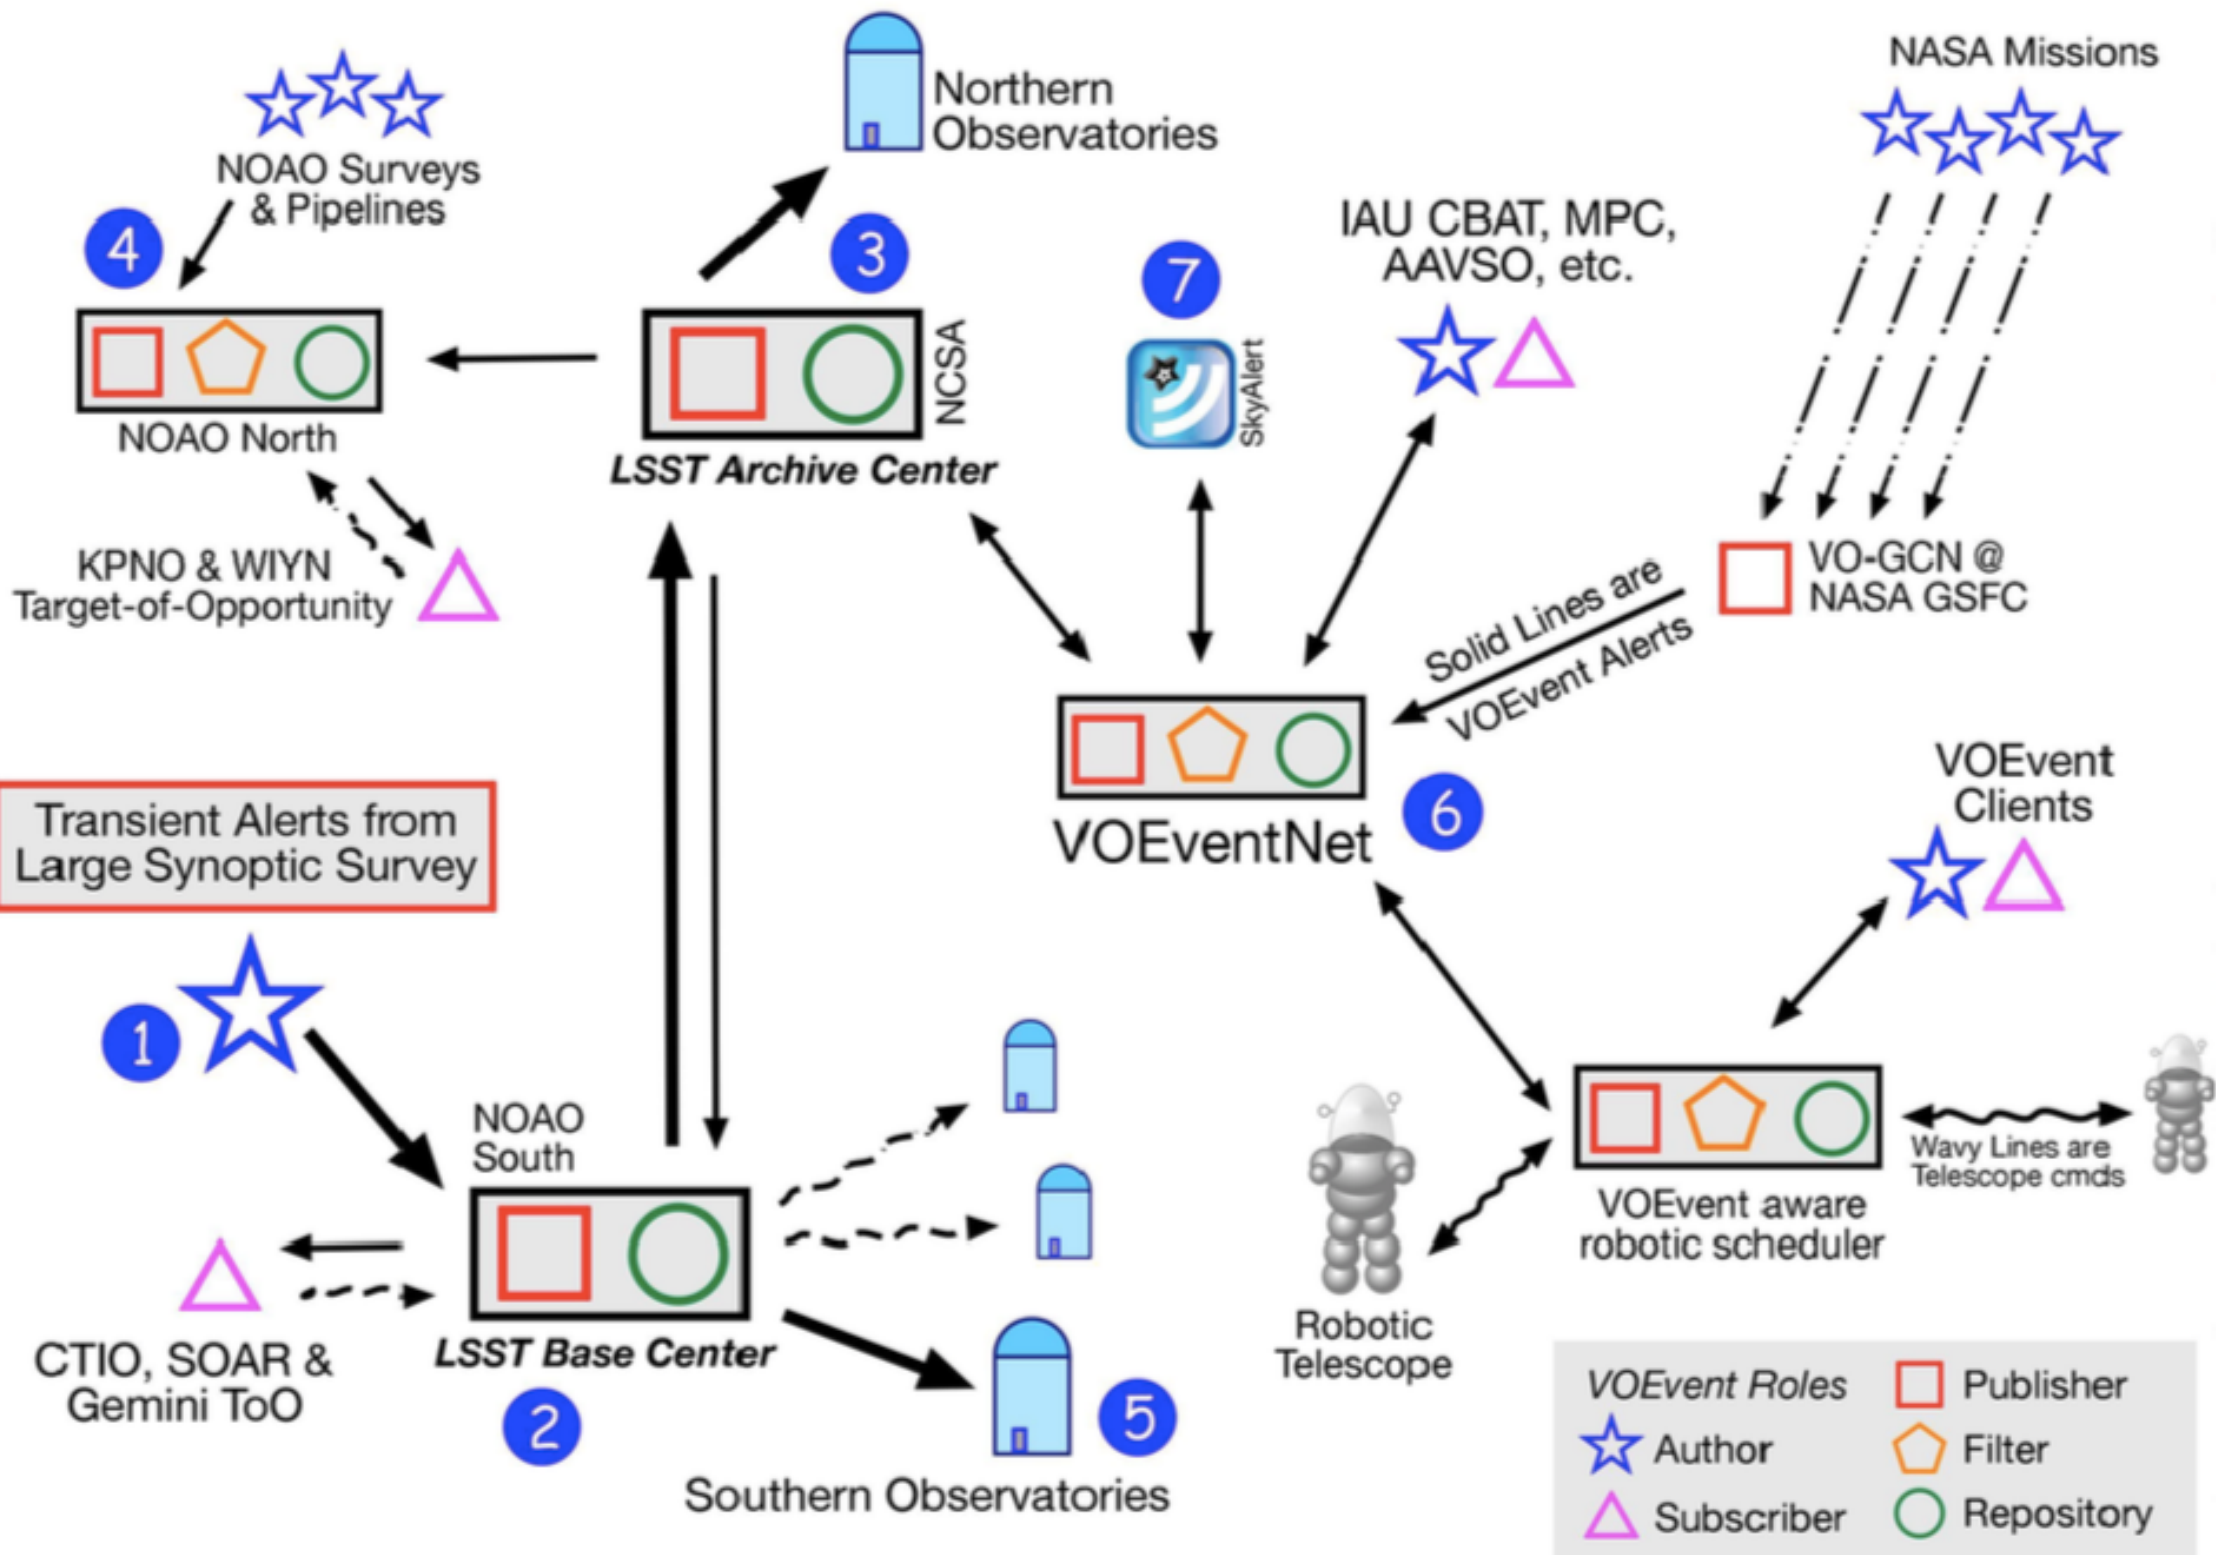 NASA Missions
Northern
Observatories
NOAO Surveys
& Pipelines
4
3
7
IAU CBAT, MPC,
AAVSO, etc.
SkyAlert
NCSA
NOAO North
LSST Archive Center
KPNO & WIYN
Target-of-Opportunity
VO-GCN @
NASA GSFC
Solid Lines are
VOEvent Alerts
VOEventNet
6
VOEvent
Clients
Transient Alerts from
Large Synoptic Survey
1
NOAO
South
Wavy Lines are
Telescope cmds
VOEvent aware
robotic scheduler
Robotic
Telescope
LSST Base Center
CTIO, SOAR &
Gemini ToO
2
5
Southern Observatories
VOEvent Roles
Publisher
Author
Filter
Subscriber
Repository